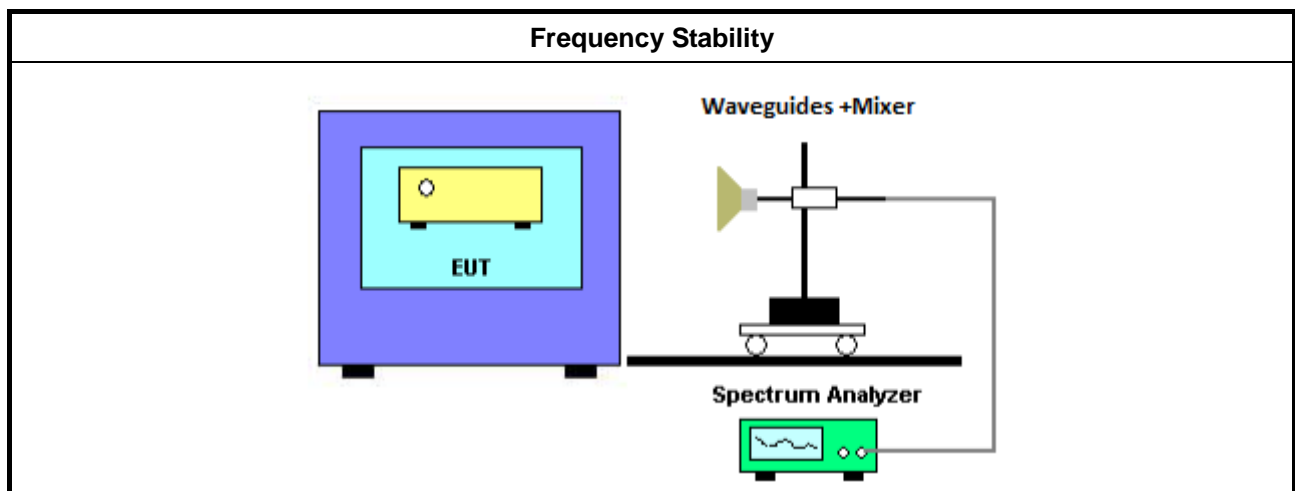 Frequency Stability
Waveguides +Mixer
EUT
Spectrum Analyzer